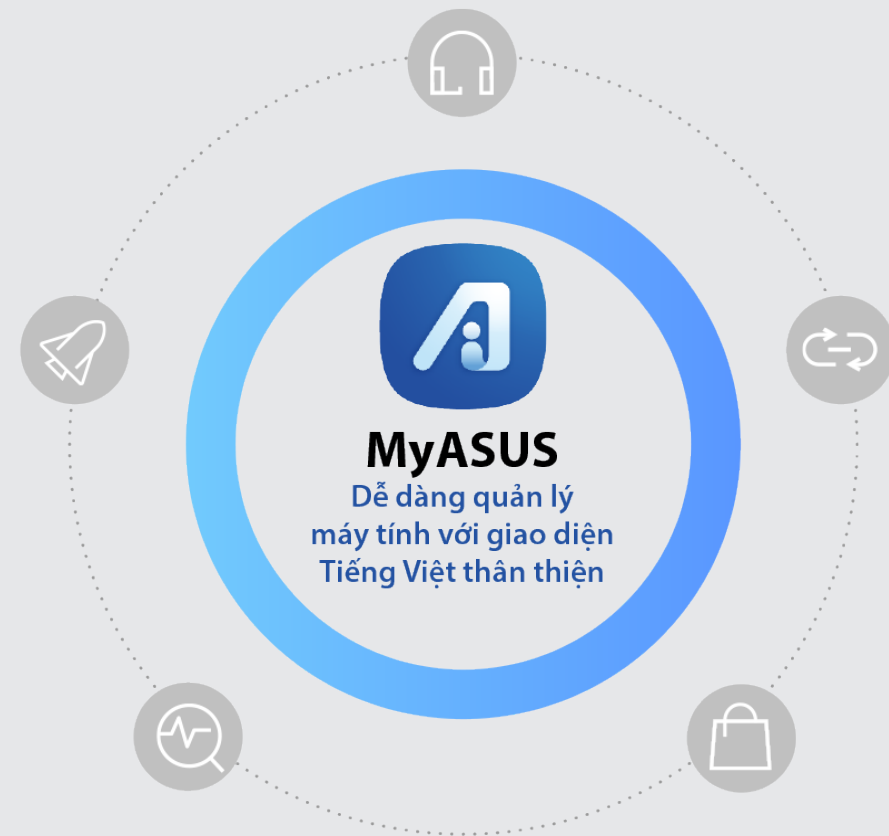 MyASUS
Dễ dàng quản lý
máy tính với giao diện
Tiếng Việt thân thiện